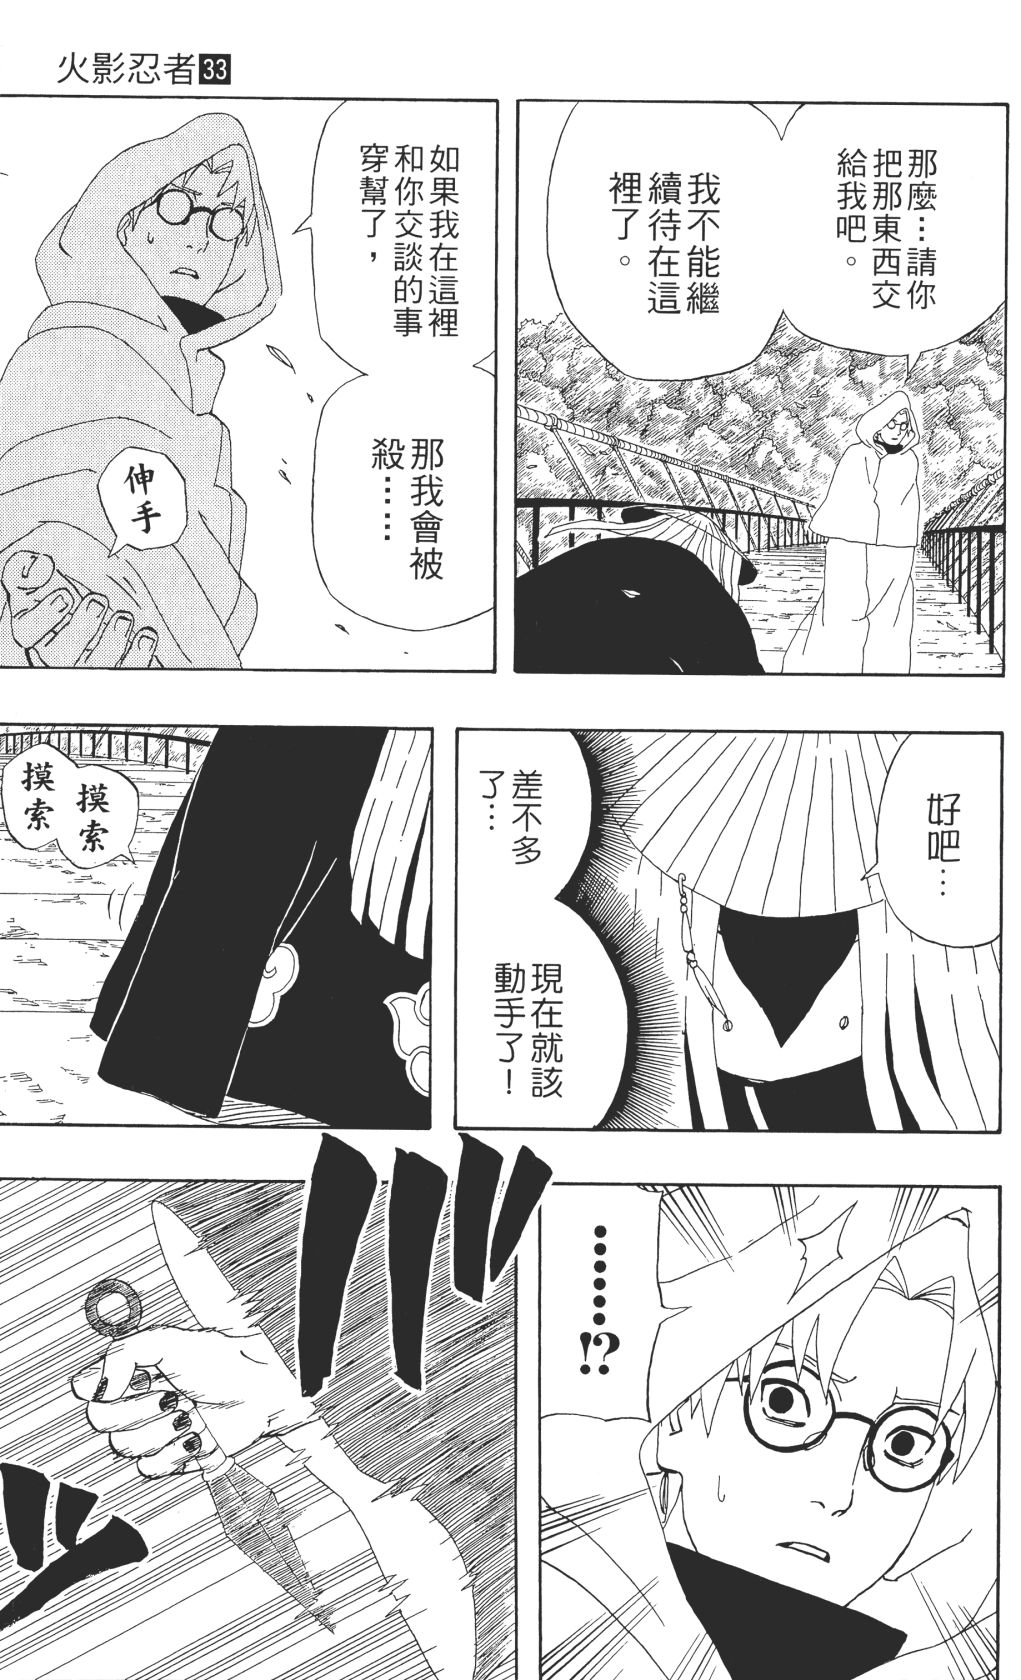 火影忍者33
那麼…請你
把那東西交
給我吧。
我不能繼
續待在這
裡了。
如果我在這裡
和你交談的事
穿幫了，
那我會被
殺……
伸手
好吧…
差不多
了…
現在就該
動手了！
摸索
摸索
……!?